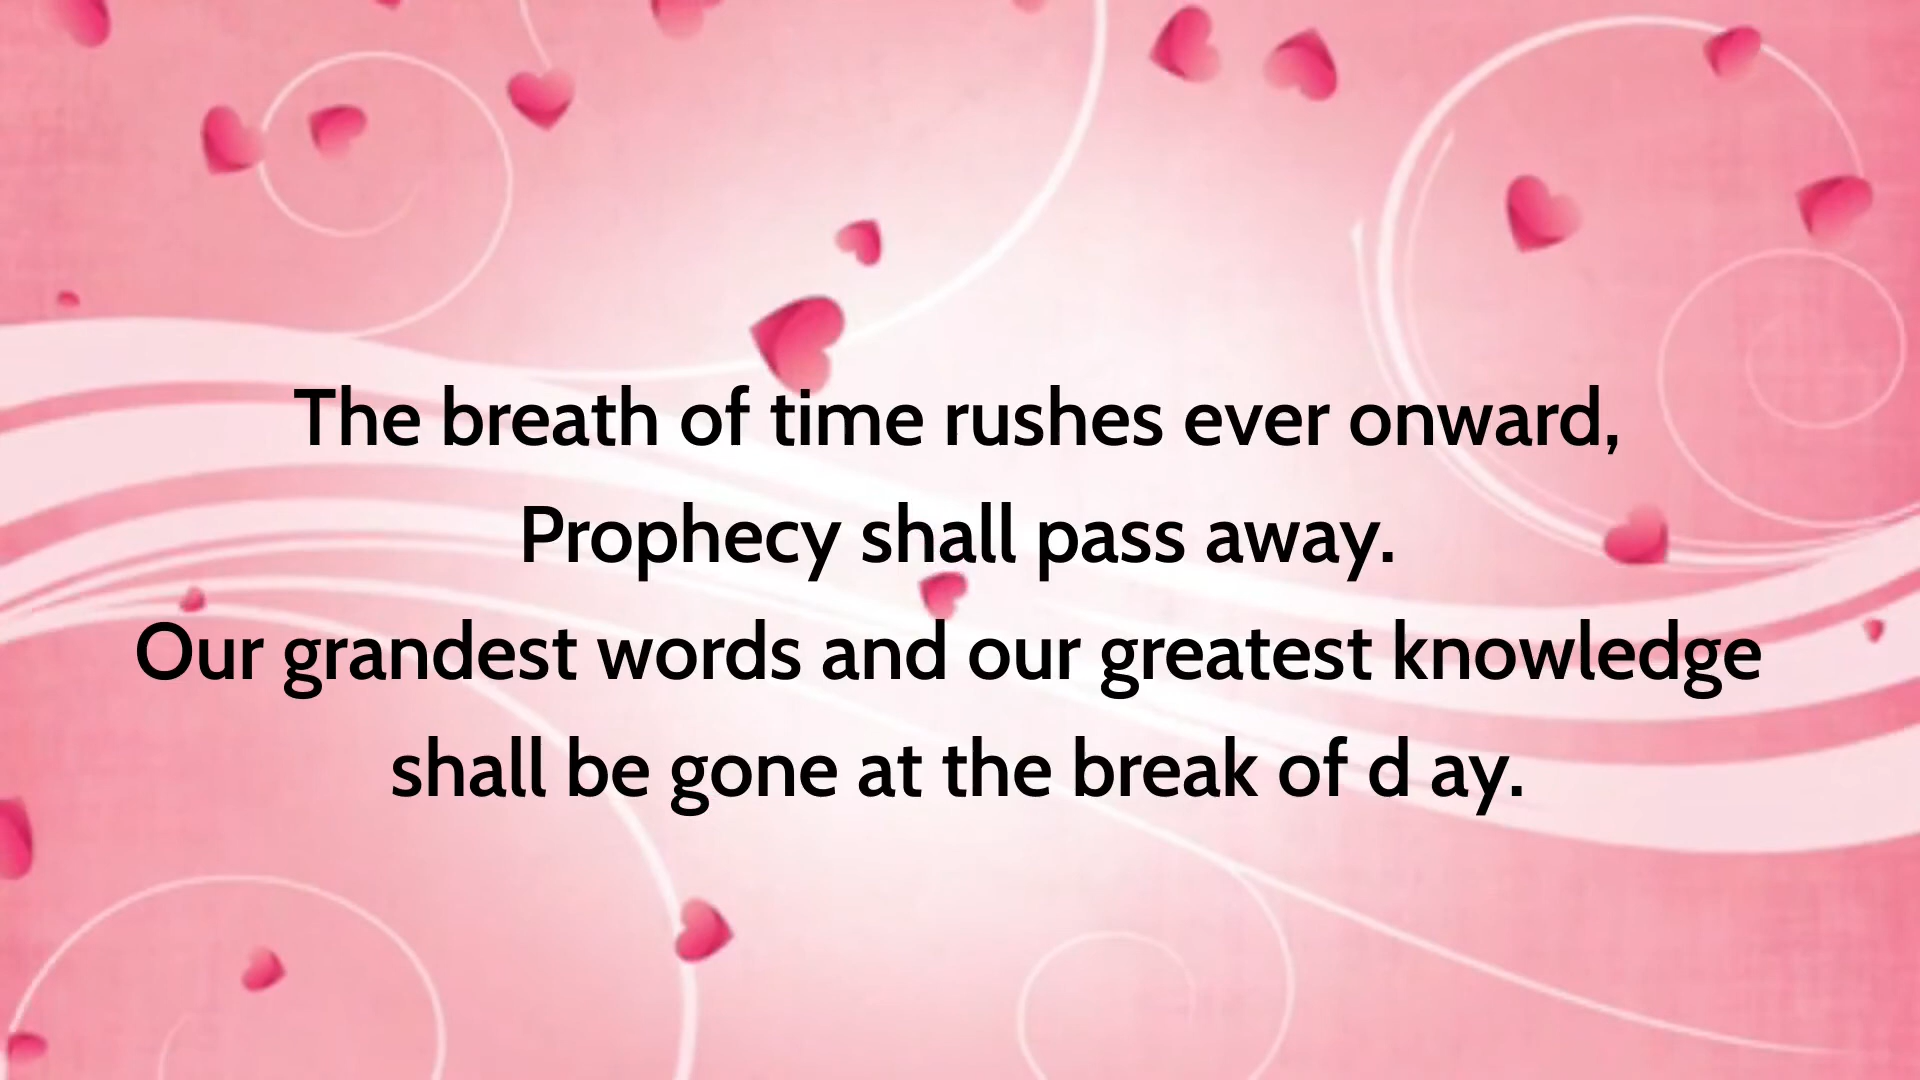 The breath of time rushes ever onward,
Prophecy shall pass away.
Our grandest words and our greatest knowledge
shall be gone at the break of d ay.